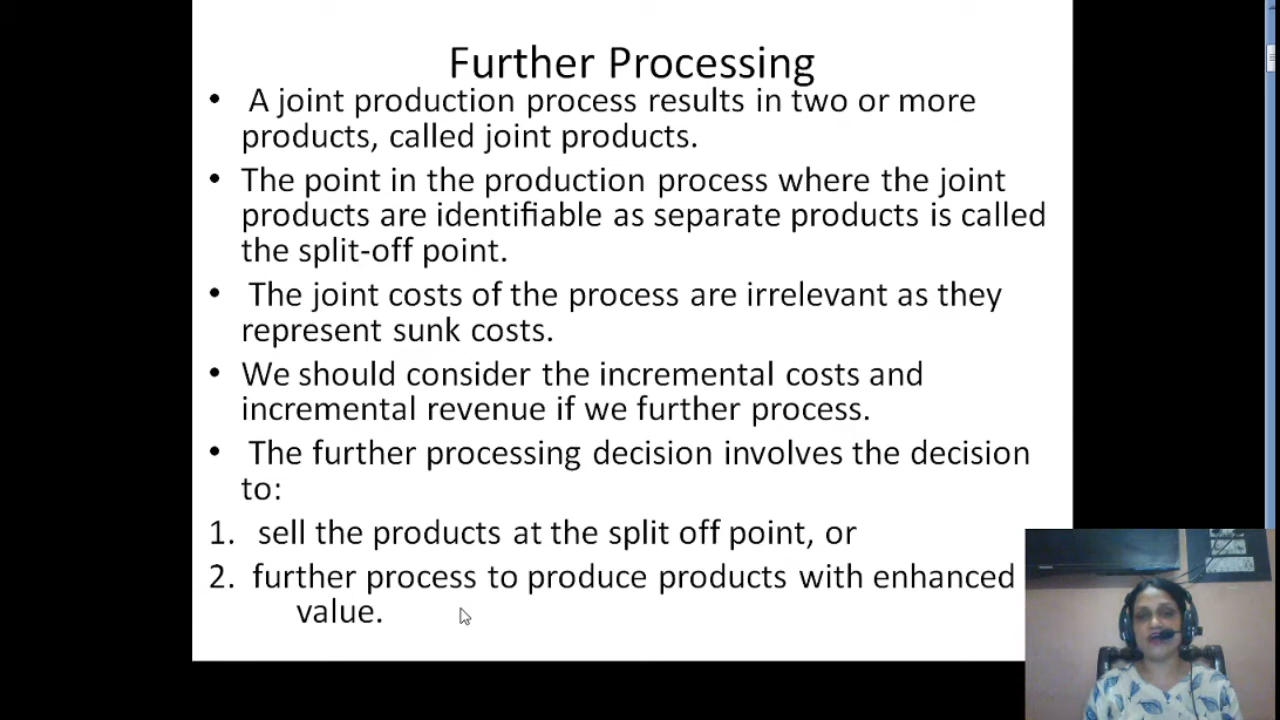 Further Processing
• A joint production process results in two or more
products, called joint products.
• The point in the production process where the joint
products are identifiable as separate products is called
the split-off point.
• The joint costs of the process are irrelevant as they
represent sunk costs.
• We should consider the incremental costs and
incremental revenue if we further process.
• The further processing decision involves the decision
to:
1. sell the products at the split off point, or
2. further process to produce products with enhanced
value.